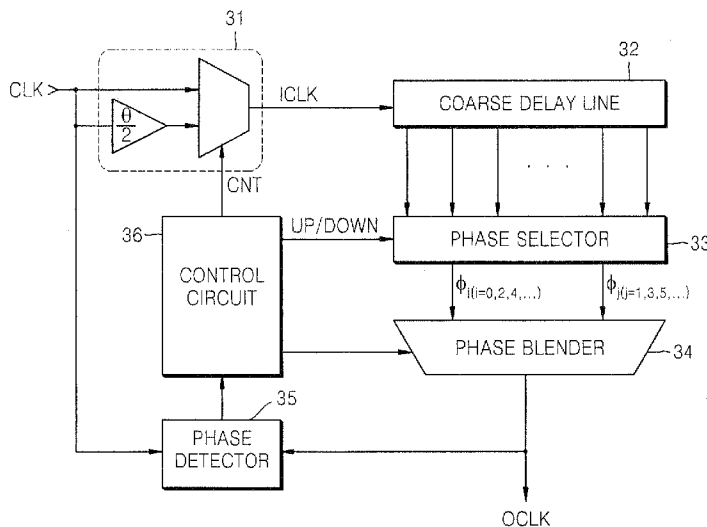 31
32
CLK
θ
2
ICLK
COARSE DELAY LINE
. . . .
CNT
36
UP/DOWN
PHASE SELECTOR
33
CONTROL
CIRCUIT
ϕi(i=0,2,4,...)
ϕj(j=1,3,5,...)
PHASE BLENDER
34
35
PHASE
DETECTOR
OCLK